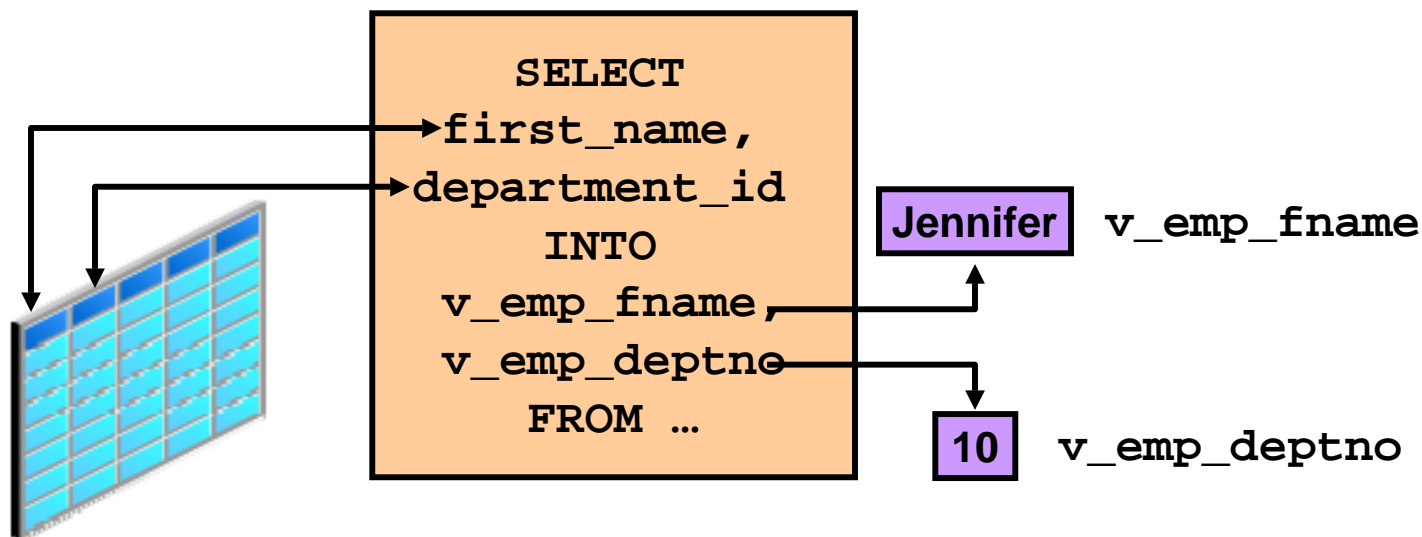 SELECT
first_name,
department_id
INTO
v_emp_fname,
v_emp_deptno
FROM …
Jennifer v_emp_fname
10 v_emp_deptno